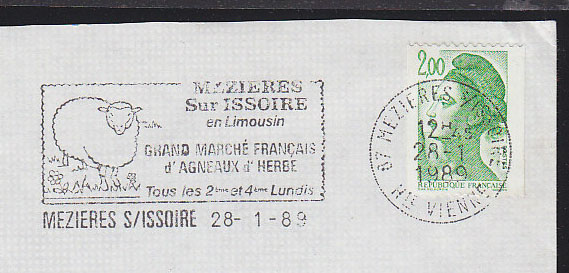 MEZIERES
Sur ISSOIRE
en Limousin
GRAND MARCHÉ FRANÇAIS
d'AGNEAUX d'HERBE
Tous les 2ème et 4ème Lundis
MEZIERES S/ISSOIRE 28- 1-89
2,00
87 MEZIERES S/ISSOIRE
12 H 45
28-1
1989
HTE VIENNE
RÉPUBLIQUE FRANÇAISE